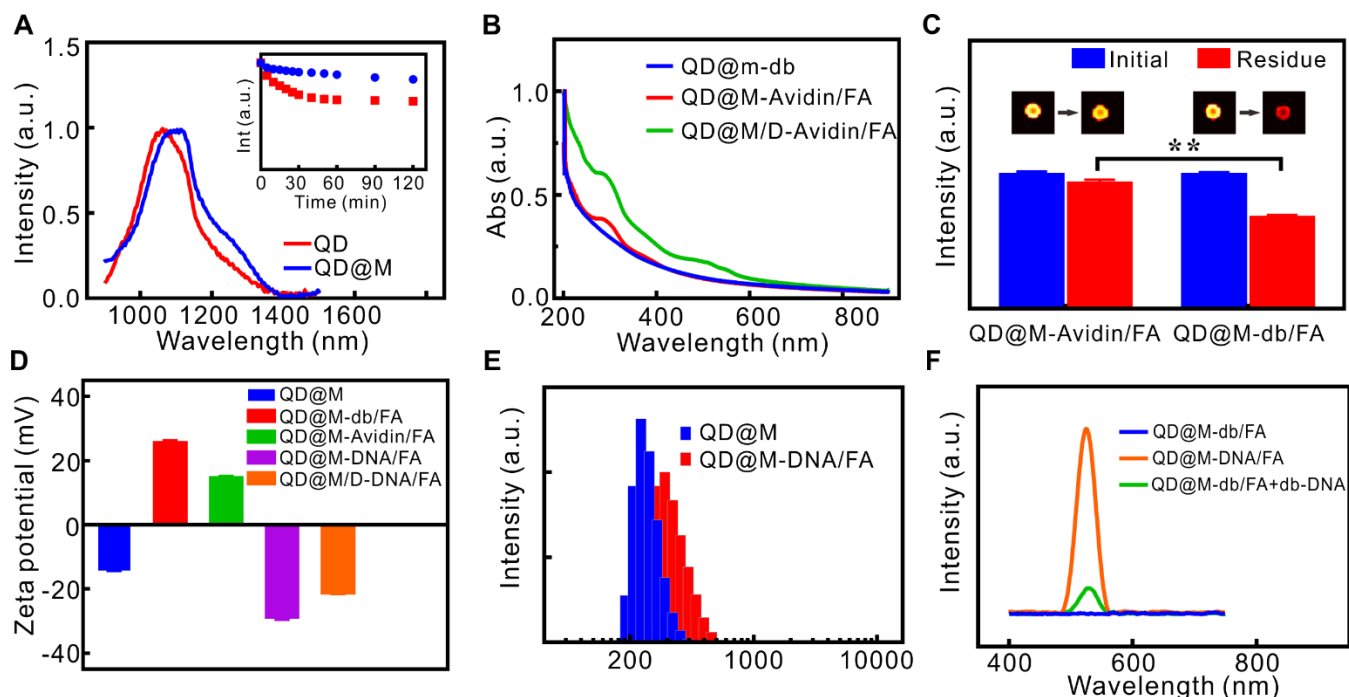 A
Intensity (a.u.)
1.5
1.0
0.5
0.0
1000
1200
1400
1600
Wavelength (nm)
QD
QD@M
Int (a.u.)
0
30
60
90
120
Time (min)
B
Abs (a.u.)
1.0
0.5
0.0
200
400
600
800
Wavelength (nm)
QD@m-db
QD@M-Avidin/FA
QD@M/D-Avidin/FA
C
Intensity (a.u.)
Initial
Residue
**
QD@M-Avidin/FA
QD@M-db/FA
D
Zeta potential (mV)
40
20
0
-20
-40
QD@M
QD@M-db/FA
QD@M-Avidin/FA
QD@M-DNA/FA
QD@M/D-DNA/FA
E
Intensity (a.u.)
QD@M
QD@M-DNA/FA
200
1000
10000
F
Intensity (a.u.)
QD@M-db/FA
QD@M-DNA/FA
QD@M-db/FA+db-DNA
400
600
800
Wavelength (nm)